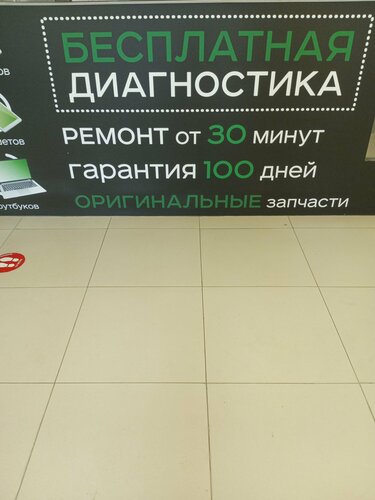 БЕСПЛАТНАЯ
ДИАГНОСТИКА
РЕМОНТ от 30 минут
гарантия 100 дней
ОРИГИНАЛЬНЫЕ запчасти